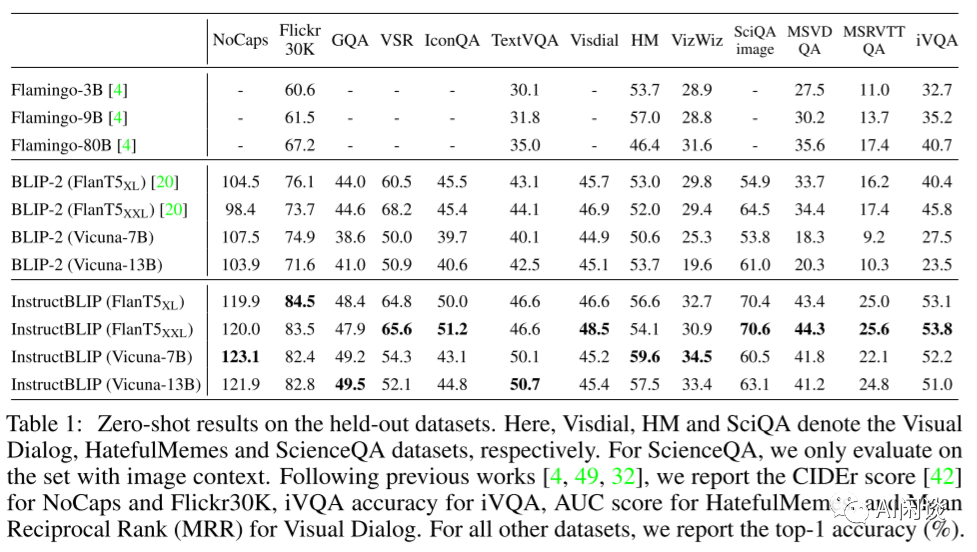 NoCaps Flickr 30K GQA VSR IconQA TextVQA Visdial HM VizWiz SciQA image MSVD QA MSRVTT QA iVQA
Flamingo-3B [4] - 60.6 - - - 30.1 - 53.7 28.9 - 27.5 11.0 32.7
Flamingo-9B [4] - 61.5 - - - 31.8 - 57.0 28.8 - 30.2 13.7 35.2
Flamingo-80B [4] - 67.2 - - - 35.0 - 46.4 31.6 - 35.6 17.4 40.7
BLIP-2 (FlanT5XL) [20] 104.5 76.1 44.0 60.5 45.5 43.1 45.7 53.0 29.8 54.9 33.7 16.2 40.4
BLIP-2 (FlanT5XXL) [20] 98.4 73.7 44.6 68.2 45.4 44.1 46.9 52.0 29.4 64.5 34.4 17.4 45.8
BLIP-2 (Vicuna-7B) 107.5 74.9 38.6 50.0 39.7 40.1 44.9 50.6 25.3 53.8 18.3 9.2 27.5
BLIP-2 (Vicuna-13B) 103.9 71.6 41.0 50.9 40.6 42.5 45.1 53.7 19.6 61.0 20.3 10.3 23.5
InstructBLIP (FlanT5XL) 119.9 84.5 48.4 64.8 50.0 46.6 46.6 56.6 32.7 70.4 43.4 25.0 53.1
InstructBLIP (FlanT5XXL) 120.0 83.5 47.9 65.6 51.2 46.6 48.5 54.1 30.9 70.6 44.3 25.6 53.8
InstructBLIP (Vicuna-7B) 123.1 82.4 49.2 54.3 43.1 50.1 45.2 59.6 34.5 60.5 41.8 22.1 52.2
InstructBLIP (Vicuna-13B) 121.9 82.8 49.5 52.1 44.8 50.7 45.4 57.5 33.4 63.1 41.2 24.8 51.0
Table 1: Zero-shot results on the held-out datasets. Here, Visdial, HM and SciQA denote the Visual
Dialog, HatefulMemes and ScienceQA datasets, respectively. For ScienceQA, we only evaluate on
the set with image context. Following previous works [4, 49, 32], we report the CIDEr score [42]
for NoCaps and Flickr30K, iVQA accuracy for iVQA, AUC score for HatefulMemes, and Mean
Reciprocal Rank (MRR) for Visual Dialog. For all other datasets, we report the top-1 accuracy (%).
AI闲谈